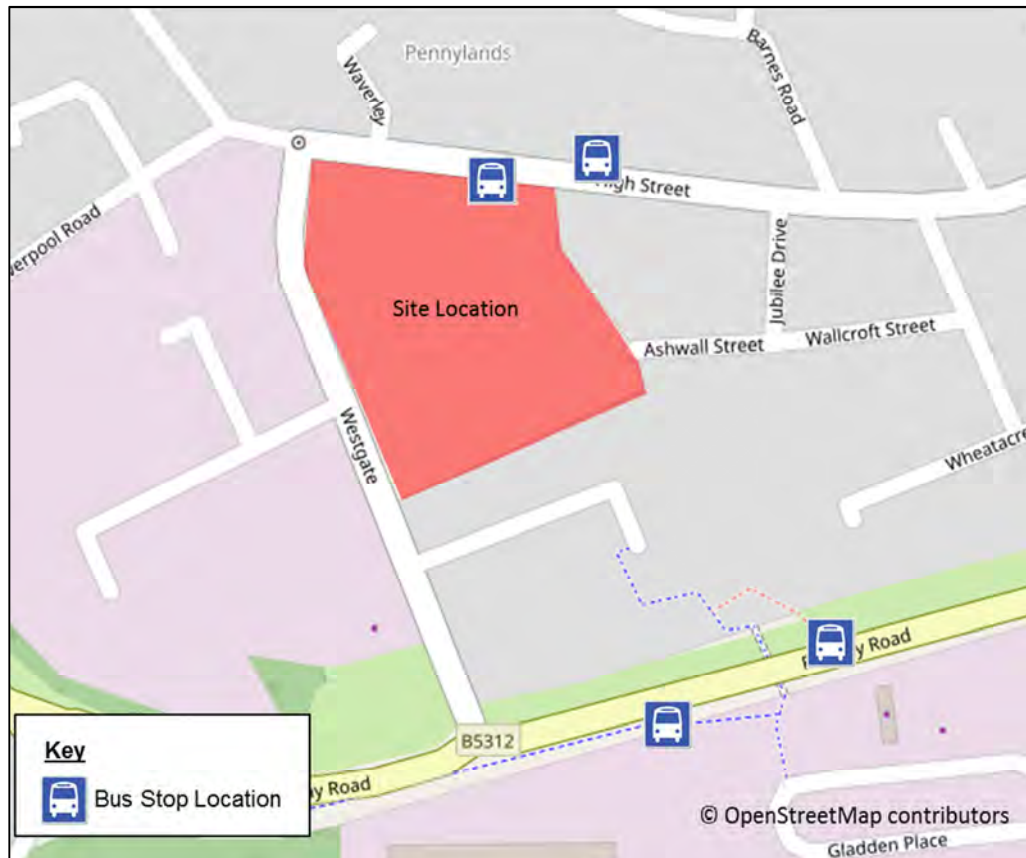 Pennylands
Waverley
Barnes Road
High Street
erpool Road
Jubilee Drive
Site Location
Ashwall Street
Wallcroft Street
Westgate
Wheatacre
Road
B5312
Key
Bus Stop Location
y Road
© OpenStreetMap contributors
Gladden Place